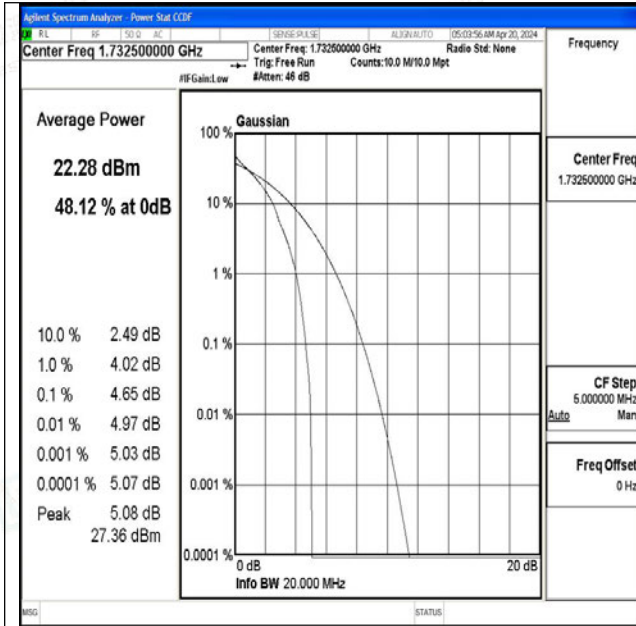 Agilent Spectrum Analyzer - Power Stat CCDF
RL RF 50 Ω AC SENSE:PULSE ALIGNAUTO 05:03:56 AM Apr 20, 2024
Center Freq 1.732500000 GHz
Center Freq: 1.732500000 GHz Radio Std: None
Trig: Free Run Counts:10.0 M/10.0 Mpt
#IFGain:Low #Atten: 46 dB
Frequency
Average Power
22.28 dBm
48.12 % at 0dB
10.0 % 2.49 dB
1.0 % 4.02 dB
0.1 % 4.65 dB
0.01 % 4.97 dB
0.001 % 5.03 dB
0.0001 % 5.07 dB
Peak 5.08 dB
27.36 dBm
Gaussian
100 %
10 %
1 %
0.1 %
0.01 %
0.001 %
0.0001 %
0 dB 20 dB
Info BW 20.000 MHz
Center Freq
1.732500000 GHz
CF Step
5.000000 MHz
Auto Man
Freq Offset
0 Hz
MSG STATUS